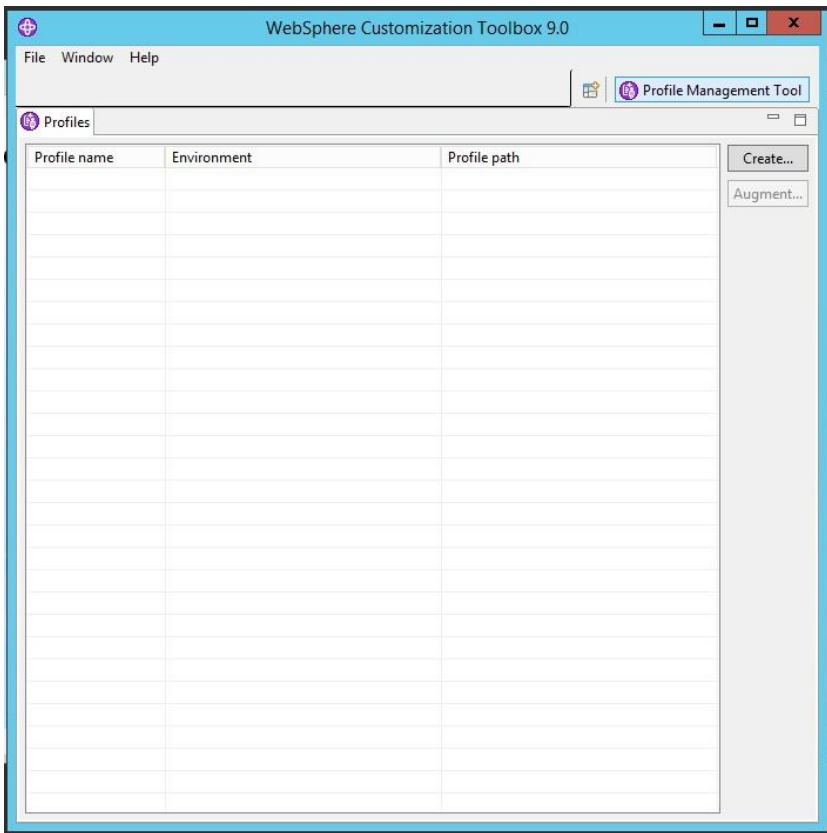 WebSphere Customization Toolbox 9.0
File Window Help
Profile Management Tool
Profiles
Profile name Environment Profile path
Create...
Augment...